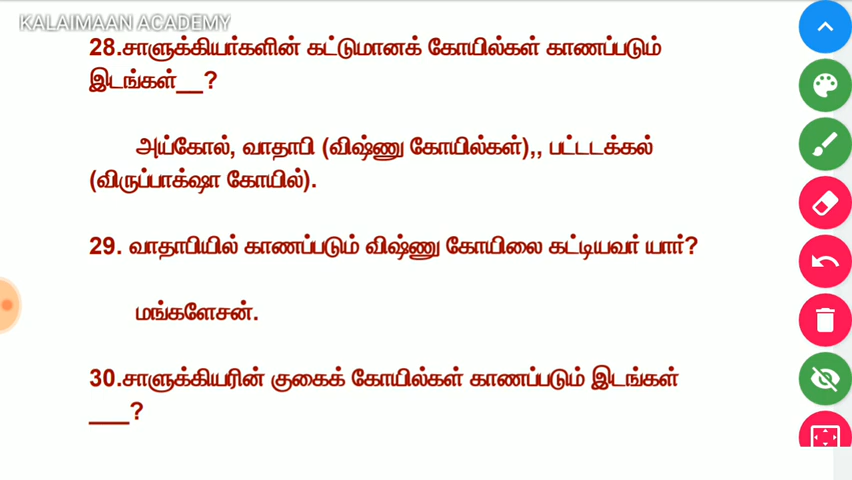 KALAIMAAN ACADEMY
28.சாளுக்கியர்களின் கட்டுமானக் கோயில்கள் காணப்படும்
இடங்கள்__?
அய்கோல், வாதாபி (விஷ்ணு கோயில்கள்),, பட்டடக்கல்
(விருப்பாக்ஷா கோயில்).
29. வாதாபியில் காணப்படும் விஷ்ணு கோயிலை கட்டியவர் யார்?
மங்களேசன்.
30.சாளுக்கியரின் குகைக் கோயில்கள் காணப்படும் இடங்கள்
___?